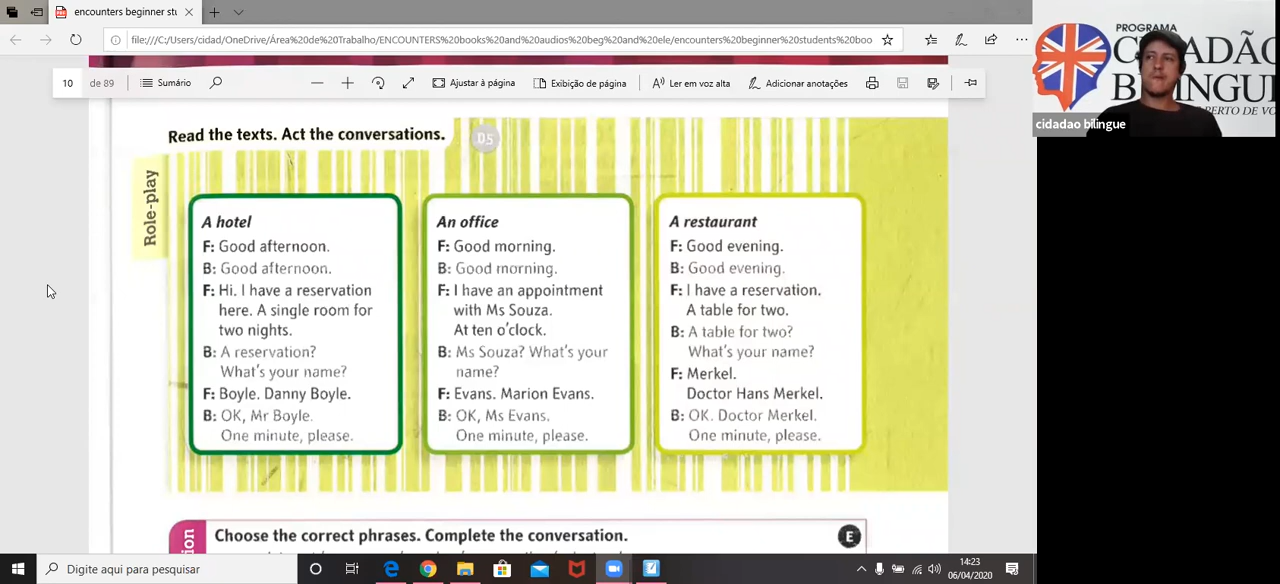 encounters beginner stu
file:///C:/Users/cidad/OneDrive/Área%20de%20Trabalho/ENCOUNTERS%20books%20and%20audios%20beg%20and%20ele/encounters%20beginner%20students%20boo
10 de 89 Sumário Ajustar à página Exibição de página Ler em voz alta Adicionar anotações
PROGRAMA
CIDADÃO
BILINGUE
PERTO DE
cidadao bilingue
Read the texts. Act the conversations. D5
Role-play
A hotel
F: Good afternoon.
B: Good afternoon.
F: Hi. I have a reservation
here. A single room for
two nights.
B: A reservation?
What's your name?
F: Boyle. Danny Boyle.
B: OK, Mr Boyle.
One minute, please.
An office
F: Good morning.
B: Good morning.
F: I have an appointment
with Ms Souza.
At ten o'clock.
B: Ms Souza? What's your
name?
F: Evans. Marion Evans.
B: OK, Ms Evans.
One minute, please.
A restaurant
F: Good evening.
B: Good evening.
F: I have a reservation.
A table for two.
B: A table for two?
What's your name?
F: Merkel.
Doctor Hans Merkel.
B: OK. Doctor Merkel.
One minute, please.
Choose the correct phrases. Complete the conversation. E
Digite aqui para pesquisar
14:23
06/04/2020